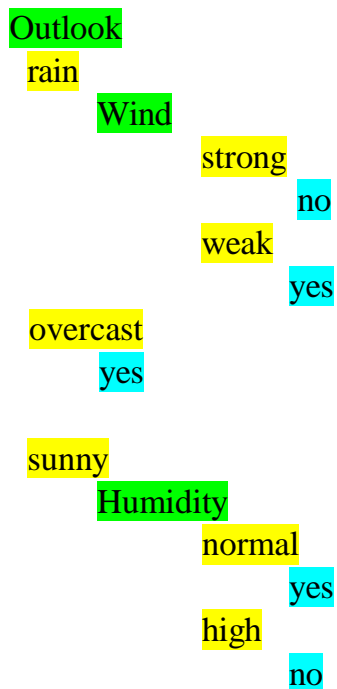 Outlook
rain
Wind
strong
no
weak
yes
overcast
yes
sunny
Humidity
normal
yes
high
no